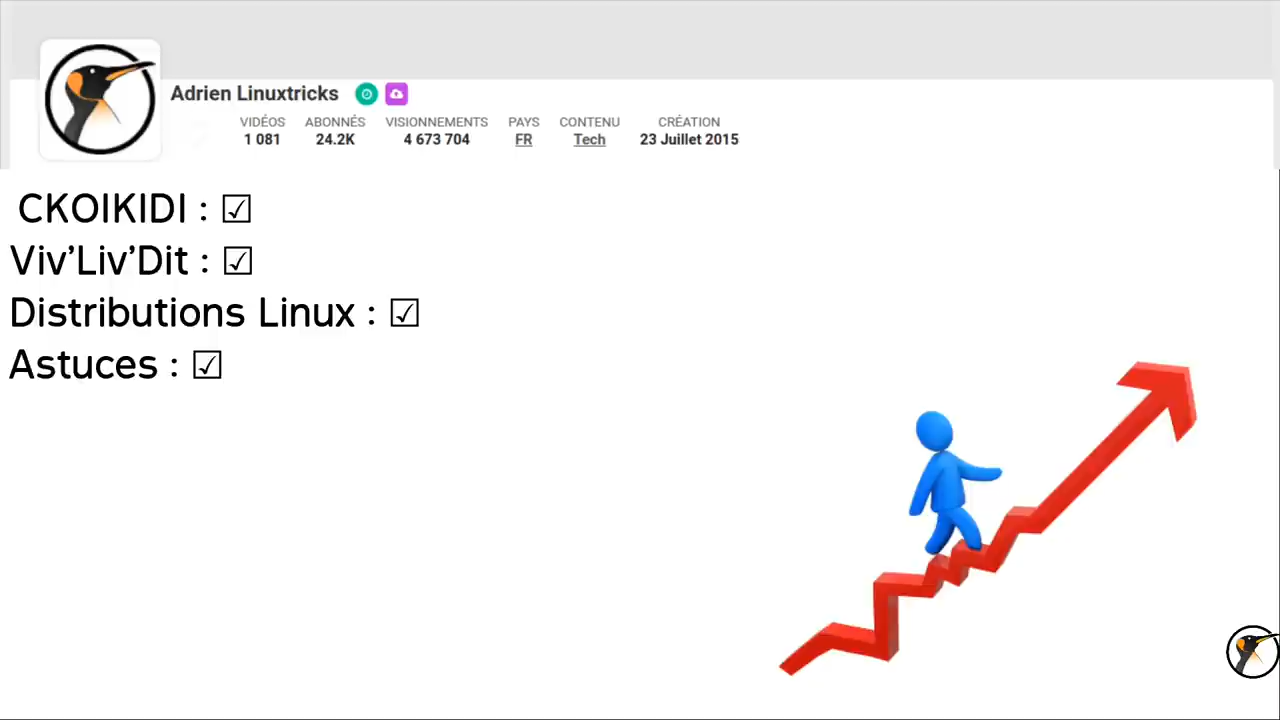 Adrien Linuxtricks
VIDÉOS ABONNÉS VISIONNEMENTS PAYS CONTENU CRÉATION
1 081 24.2K 4 673 704 FR Tech 23 Juillet 2015
CKOIKIDI : ☑
Viv’Liv’Dit : ☑
Distributions Linux : ☑
Astuces : ☑